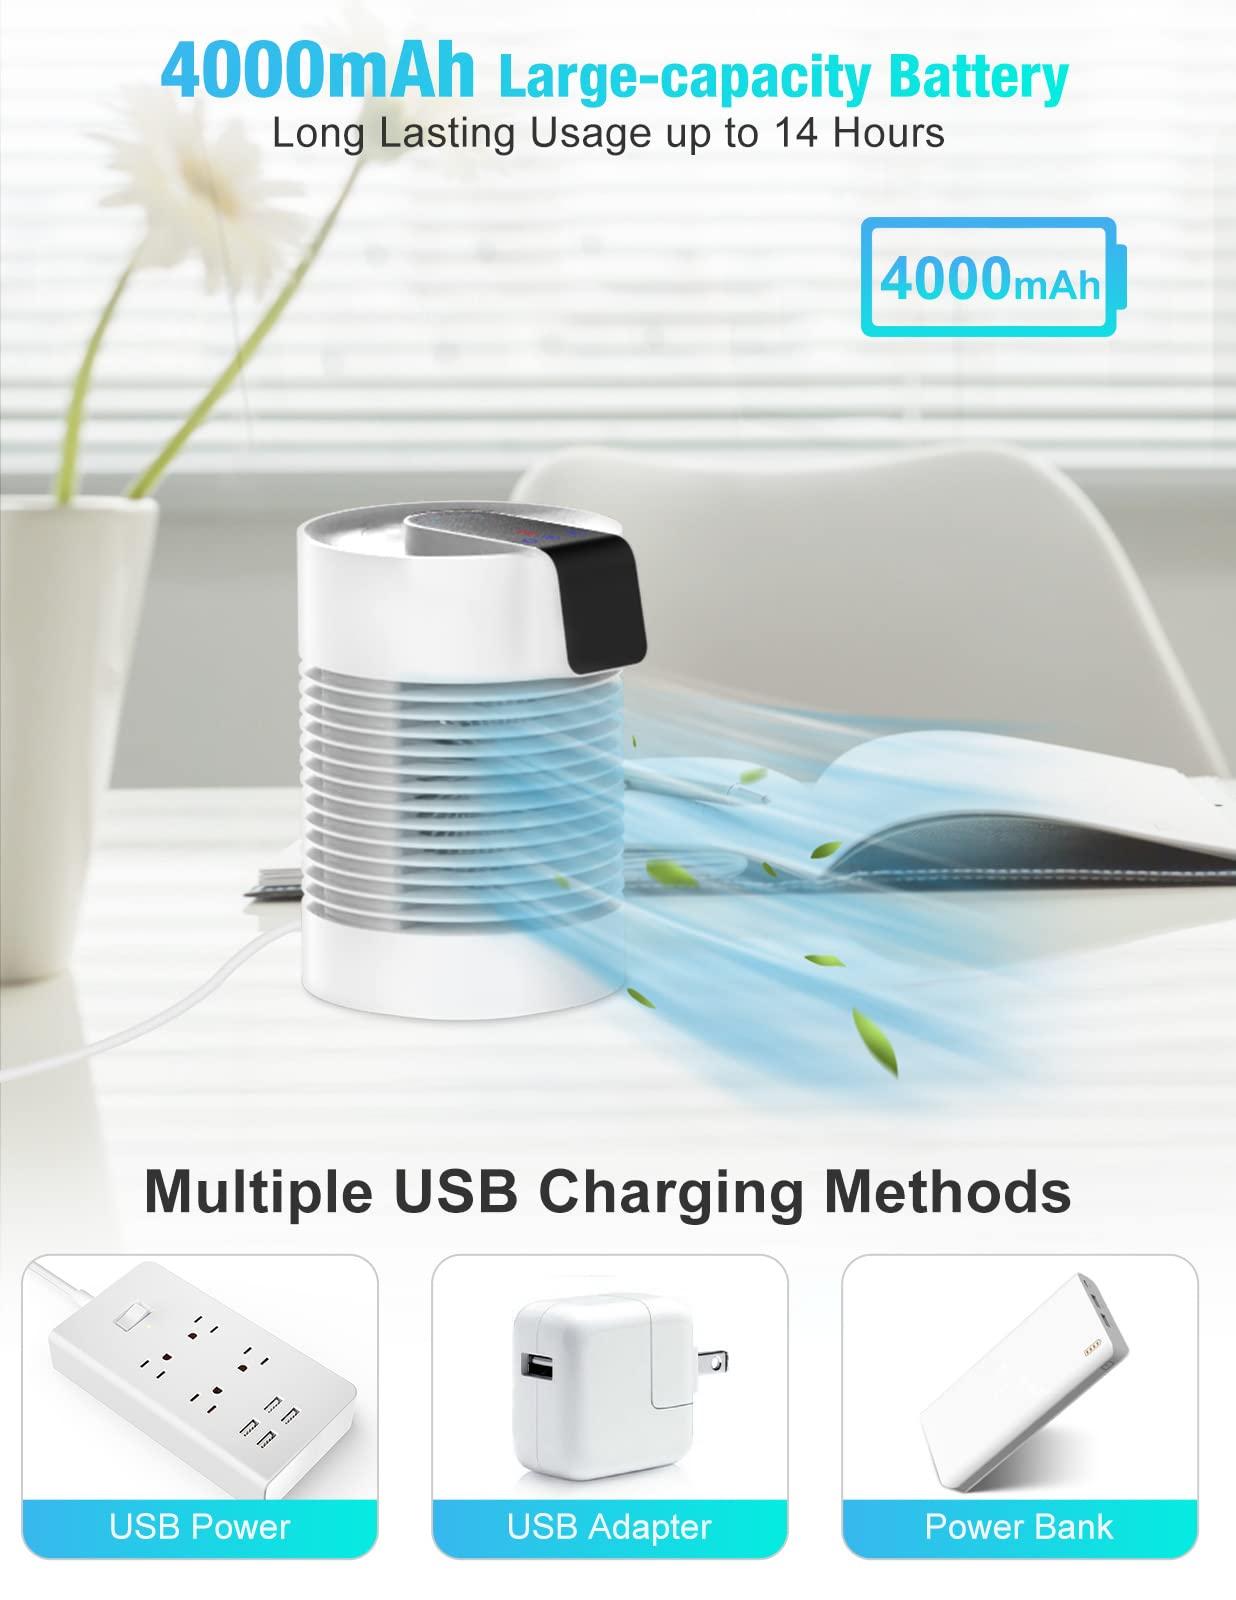 4000mAh Large-capacity Battery
Long Lasting Usage up to 14 Hours
4000mAh
Multiple USB Charging Methods
USB Power
USB Adapter
Power Bank